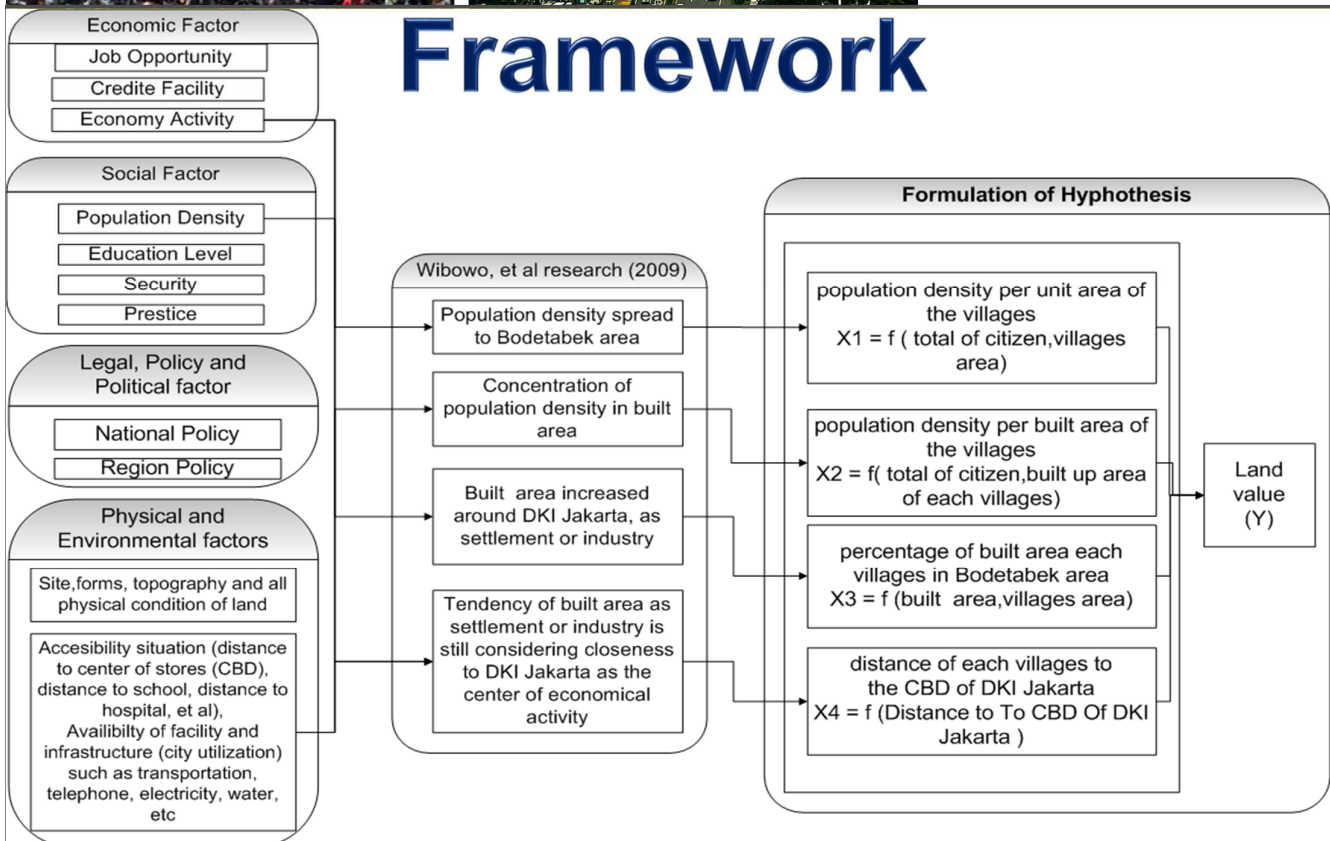 Framework
Economic Factor
Job Opportunity
Credite Facility
Economy Activity
Social Factor
Population Density
Education Level
Security
Prestice
Legal, Policy and
Political factor
National Policy
Region Policy
Physical and
Environmental factors
Site,forms, topography and all
physical condition of land
Accesibility situation (distance
to center of stores (CBD),
distance to school, distance to
hospital, et al),
Availibilty of facility and
infrastructure (city utilization)
such as transportation,
telephone, electricity, water,
etc
Wibowo, et al research (2009)
Population density spread
to Bodetabek area
Concentration of
population density in built
area
Built area increased
around DKI Jakarta, as
settlement or industry
Tendency of built area as
settlement or industry is
still considering closeness
to DKI Jakarta as the
center of economical
activity
Formulation of Hyphothesis
population density per unit area of
the villages
X1 = f ( total of citizen,villages
area)
population density per built area of
the villages
X2 = f( total of citizen,built up area
of each villages)
percentage of built area each
villages in Bodetabek area
X3 = f (built area,villages area)
distance of each villages to
the CBD of DKI Jakarta
X4 = f (Distance to To CBD Of DKI
Jakarta )
Land
value
(Y)